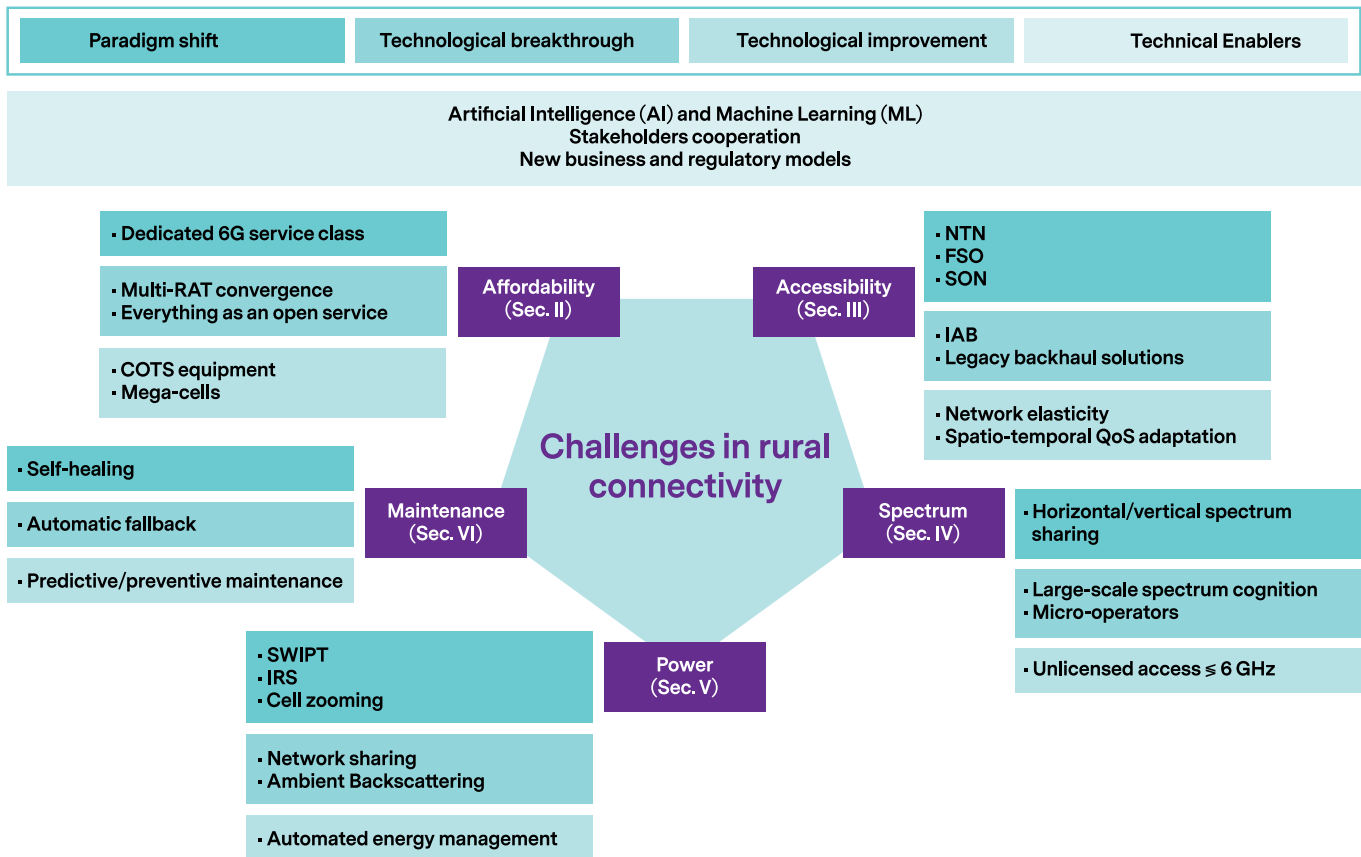 Paradigm shift
Technological breakthrough
Technological improvement
Technical Enablers
Artificial Intelligence (AI) and Machine Learning (ML)
Stakeholders cooperation
New business and regulatory models
· Dedicated 6G service class
· Multi-RAT convergence
· Everything as an open service
· COTS equipment
· Mega-cells
Affordability
(Sec. II)
Accessibility
(Sec. III)
· NTN
· FSO
· SON
· IAB
· Legacy backhaul solutions
· Network elasticity
· Spatio-temporal QoS adaptation
Challenges in rural
connectivity
· Self-healing
· Automatic fallback
· Predictive/preventive maintenance
Maintenance
(Sec. VI)
Spectrum
(Sec. IV)
· Horizontal/vertical spectrum
sharing
· Large-scale spectrum cognition
· Micro-operators
· Unlicensed access ≤ 6 GHz
· SWIPT
· IRS
· Cell zooming
· Network sharing
· Ambient Backscattering
· Automated energy management
Power
(Sec. V)